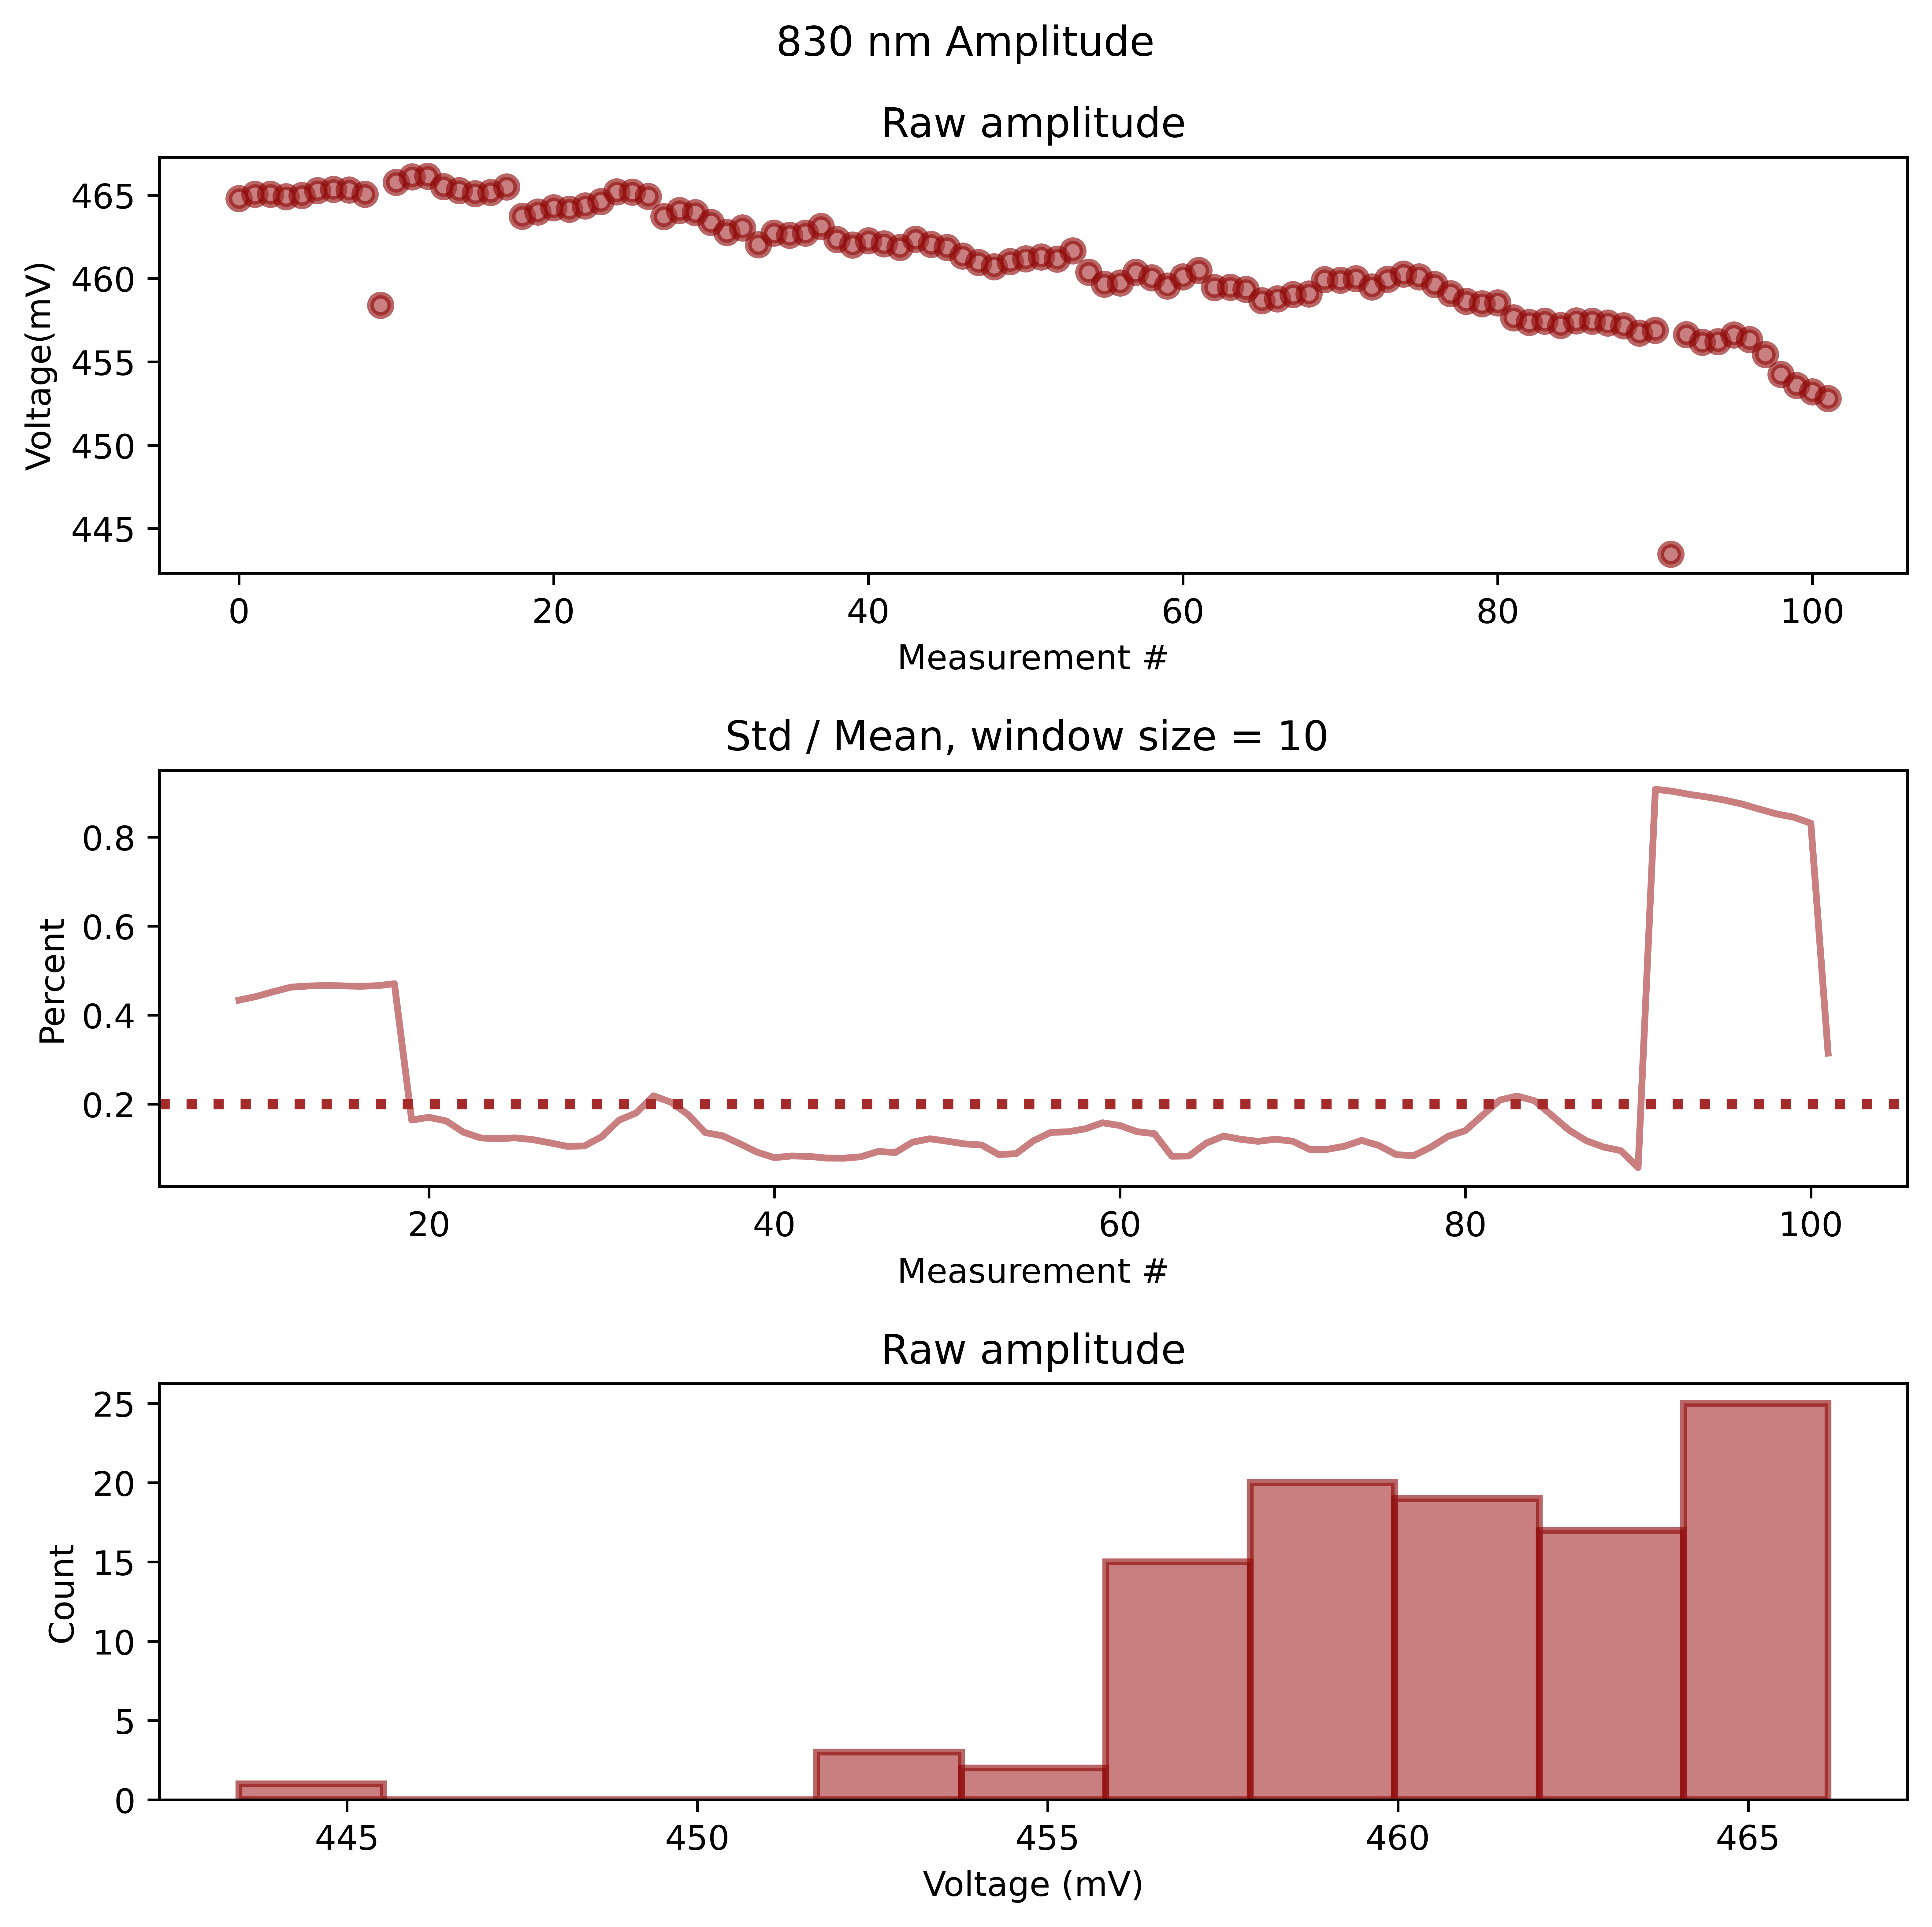 830 nm Amplitude
Raw amplitude
465
460
455
450
445
Voltage(mV)
0 20 40 60 80 100
Measurement #
Std / Mean, window size = 10
0.8
0.6
0.4
0.2
Percent
20 40 60 80 100
Measurement #
Raw amplitude
25
20
15
10
5
0
Count
445 450 455 460 465
Voltage (mV)